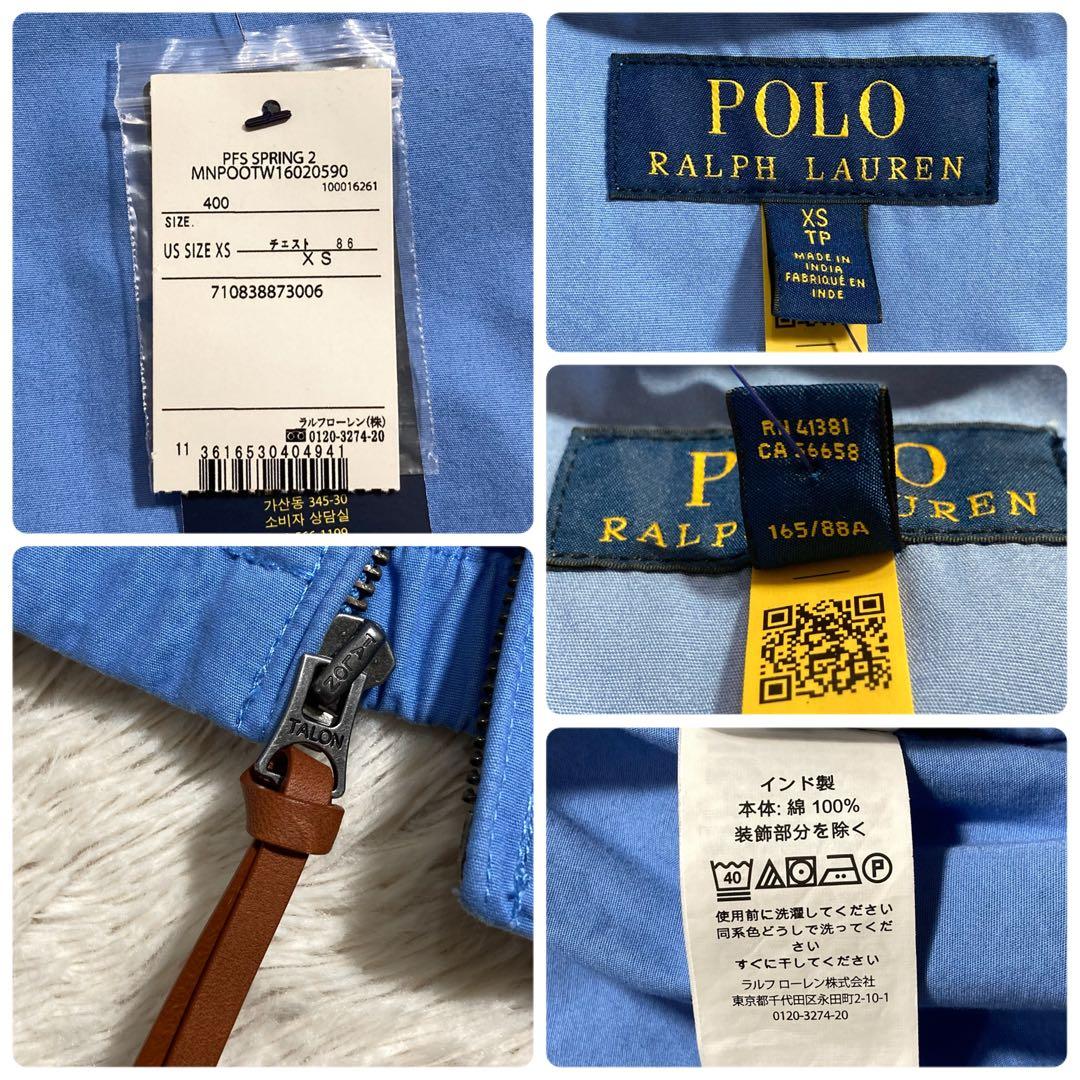 PFS SPRING 2
MNPOOTW16020590
100016261
400
SIZE.
US SIZE XS チェスト 86
XS
710838873006
ラルフローレン(株)
0120-3274-20
11 3616530404941
가산동 345-30
소비자 상담실
POLO
RALPH LAUREN
XS
TP
MADE IN
INDIA
FABRIQUÉ EN
INDE
RN 41381
CA 56658
165/88A
TALON
TALON
インド製
本体: 綿 100%
装飾部分を除く
40
P
使用前に洗濯してください
同系色どうしで洗ってくだ
さい
すぐに干してください
ラルフ ローレン株式会社
東京都千代田区永田町2-10-1
0120-3274-20